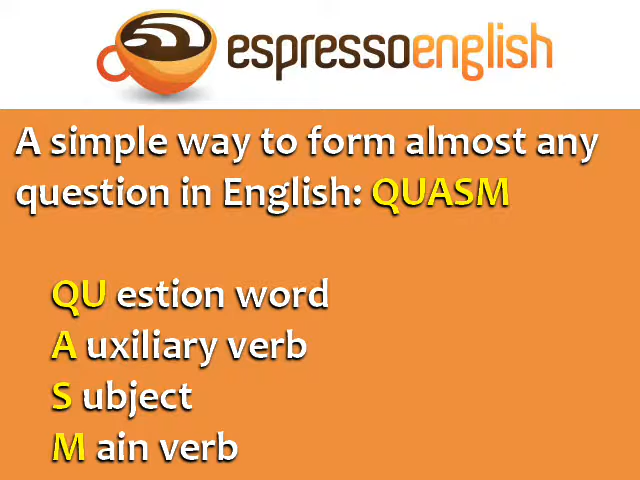 espressoenglish
A simple way to form almost any
question in English: QUASM
QU estion word
A uxiliary verb
S ubject
M ain verb